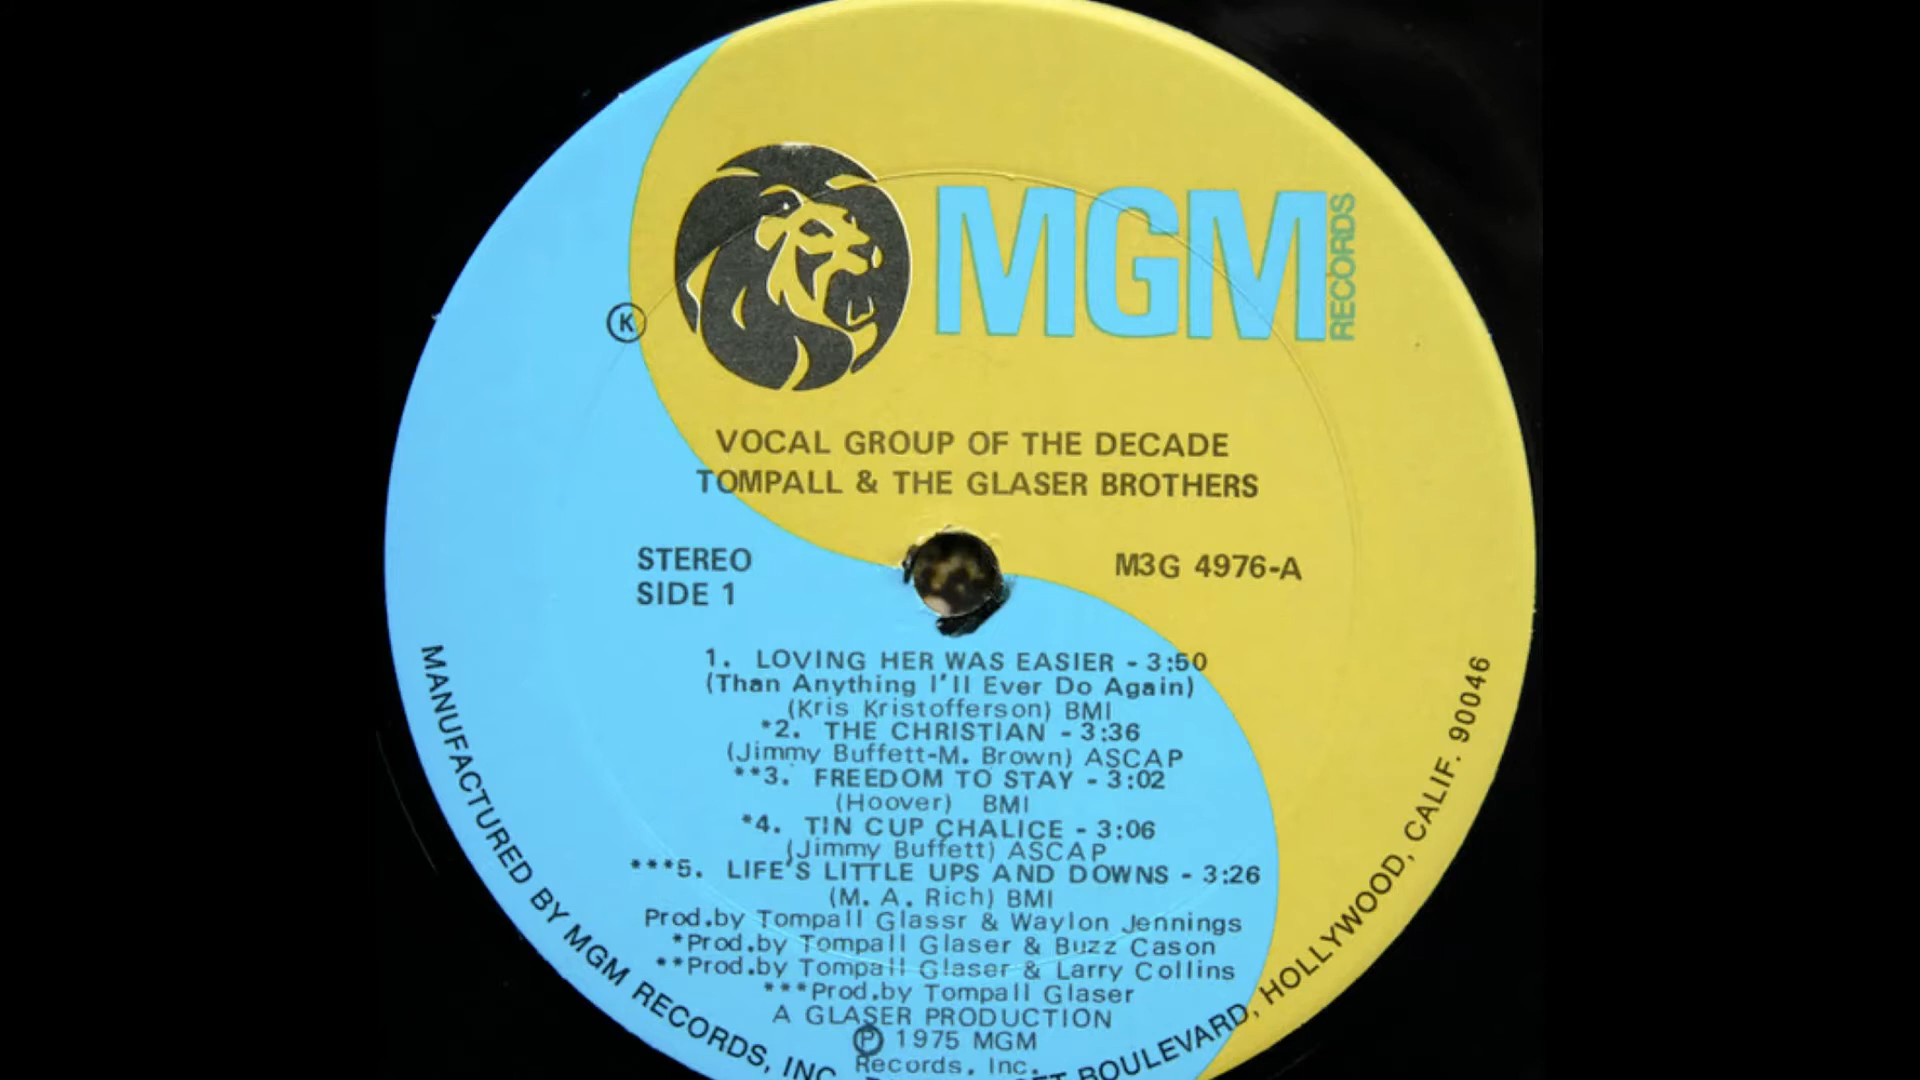 MGM
RECORDS
K
VOCAL GROUP OF THE DECADE
TOMPALL & THE GLASER BROTHERS
STEREO
SIDE 1
M3G 4976-A
1. LOVING HER WAS EASIER - 3:50
(Than Anything I'll Ever Do Again)
(Kris Kristofferson) BMI
*2. THE CHRISTIAN - 3:36
(Jimmy Buffett-M. Brown) ASCAP
**3. FREEDOM TO STAY - 3:02
(Hoover) BMI
*4. TIN CUP CHALICE - 3:06
(Jimmy Buffett) ASCAP
***5. LIFE'S LITTLE UPS AND DOWNS - 3:26
(M. A. Rich) BMI
Prod.by Tompall Glassr & Waylon Jennings
*Prod.by Tompall Glaser & Buzz Cason
**Prod.by Tompall Glaser & Larry Collins
***Prod.by Tompall Glaser
A GLASER PRODUCTION
℗ 1975 MGM
Records, Inc.
MANUFACTURED BY MGM RECORDS, INC. BOULEVARD, HOLLYWOOD, CALIF. 90046